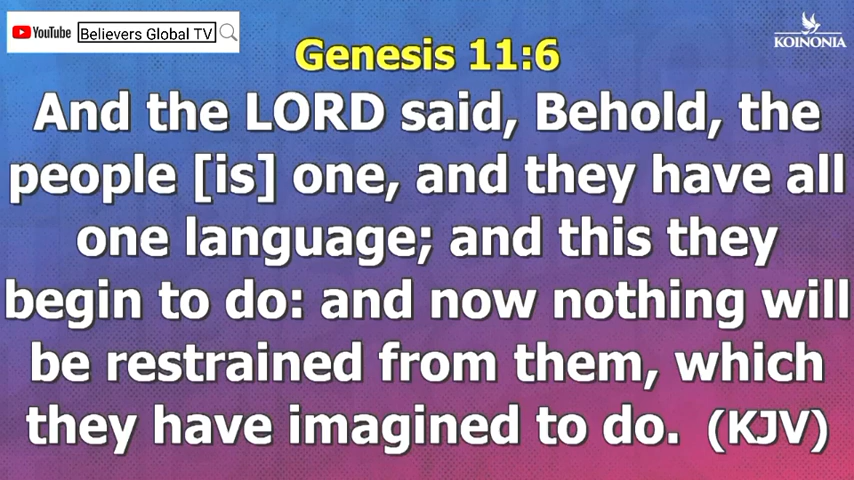 YouTube Believers Global TV
KOINONIA
Genesis 11:6
And the LORD said, Behold, the
people [is] one, and they have all
one language; and this they
begin to do: and now nothing will
be restrained from them, which
they have imagined to do. (KJV)